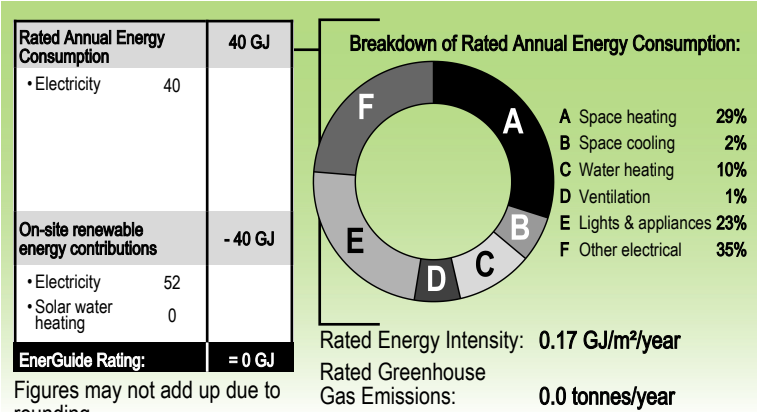 Rated Annual Energy
Consumption
40 GJ
• Electricity 40
On-site renewable
energy contributions
- 40 GJ
• Electricity 52
• Solar water
heating
0
EnerGuide Rating: = 0 GJ
Figures may not add up due to
rounding
Breakdown of Rated Annual Energy Consumption:
A
B
C
D
E
F
A Space heating 29%
B Space cooling 2%
C Water heating 10%
D Ventilation 1%
E Lights & appliances 23%
F Other electrical 35%
Rated Energy Intensity: 0.17 GJ/m²/year
Rated Greenhouse
Gas Emissions: 0.0 tonnes/year